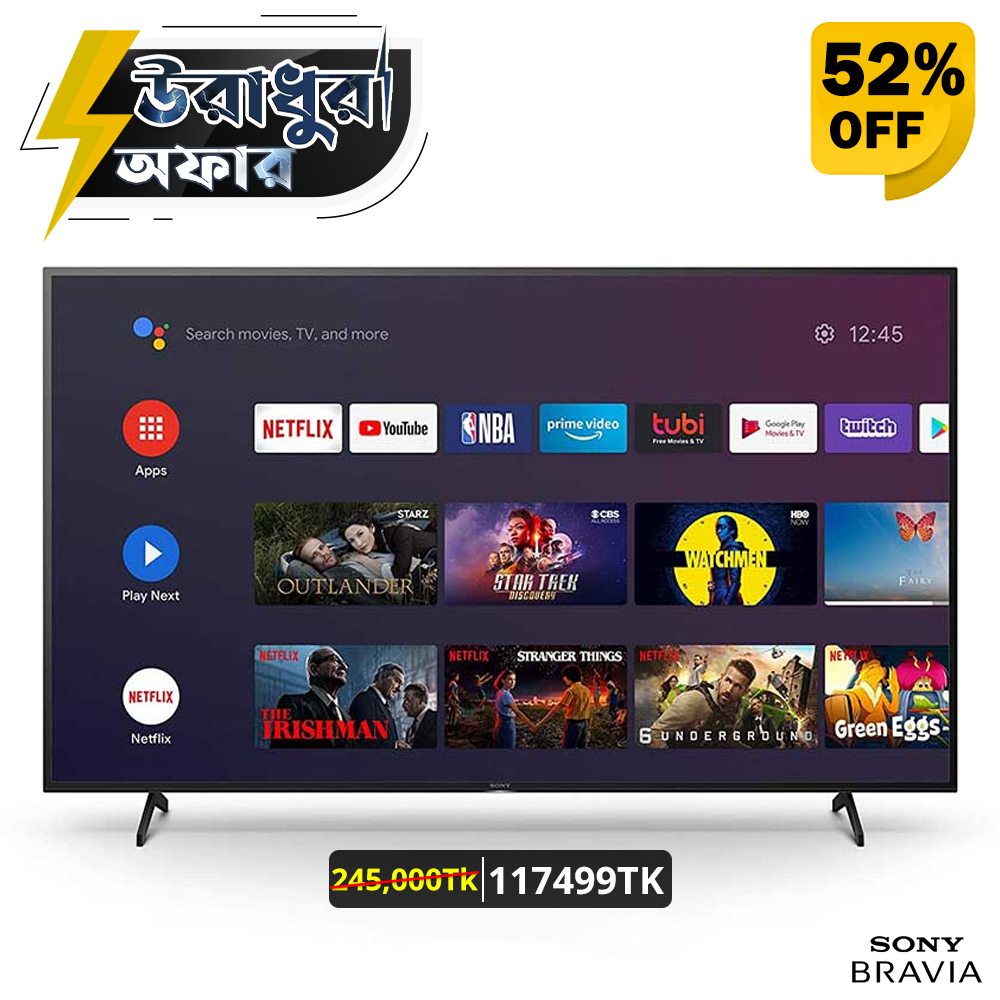 উরাধুরা
অফার
52%
OFF
Search movies, TV, and more
12:45
NETFLIX
YouTube
NBA
prime video
tubi
Free Movies & TV
Google Play
Movies & TV
twitch
Apps
STARZ
OUTLANDER
CBS
ALL ACCESS
STAR TREK
DISCOVERY
HBO
NOW
WATCHMEN
THE
FAIRY
Play Next
NETFLIX
Netflix
NETFLIX
THE
IRISHMAN
NETFLIX
STRANGER THINGS
NETFLIX
6 UNDERGROUND
NETFLIX
Green Eggs
SONY
245,000Tk
117499TK
SONY
BRAVIA